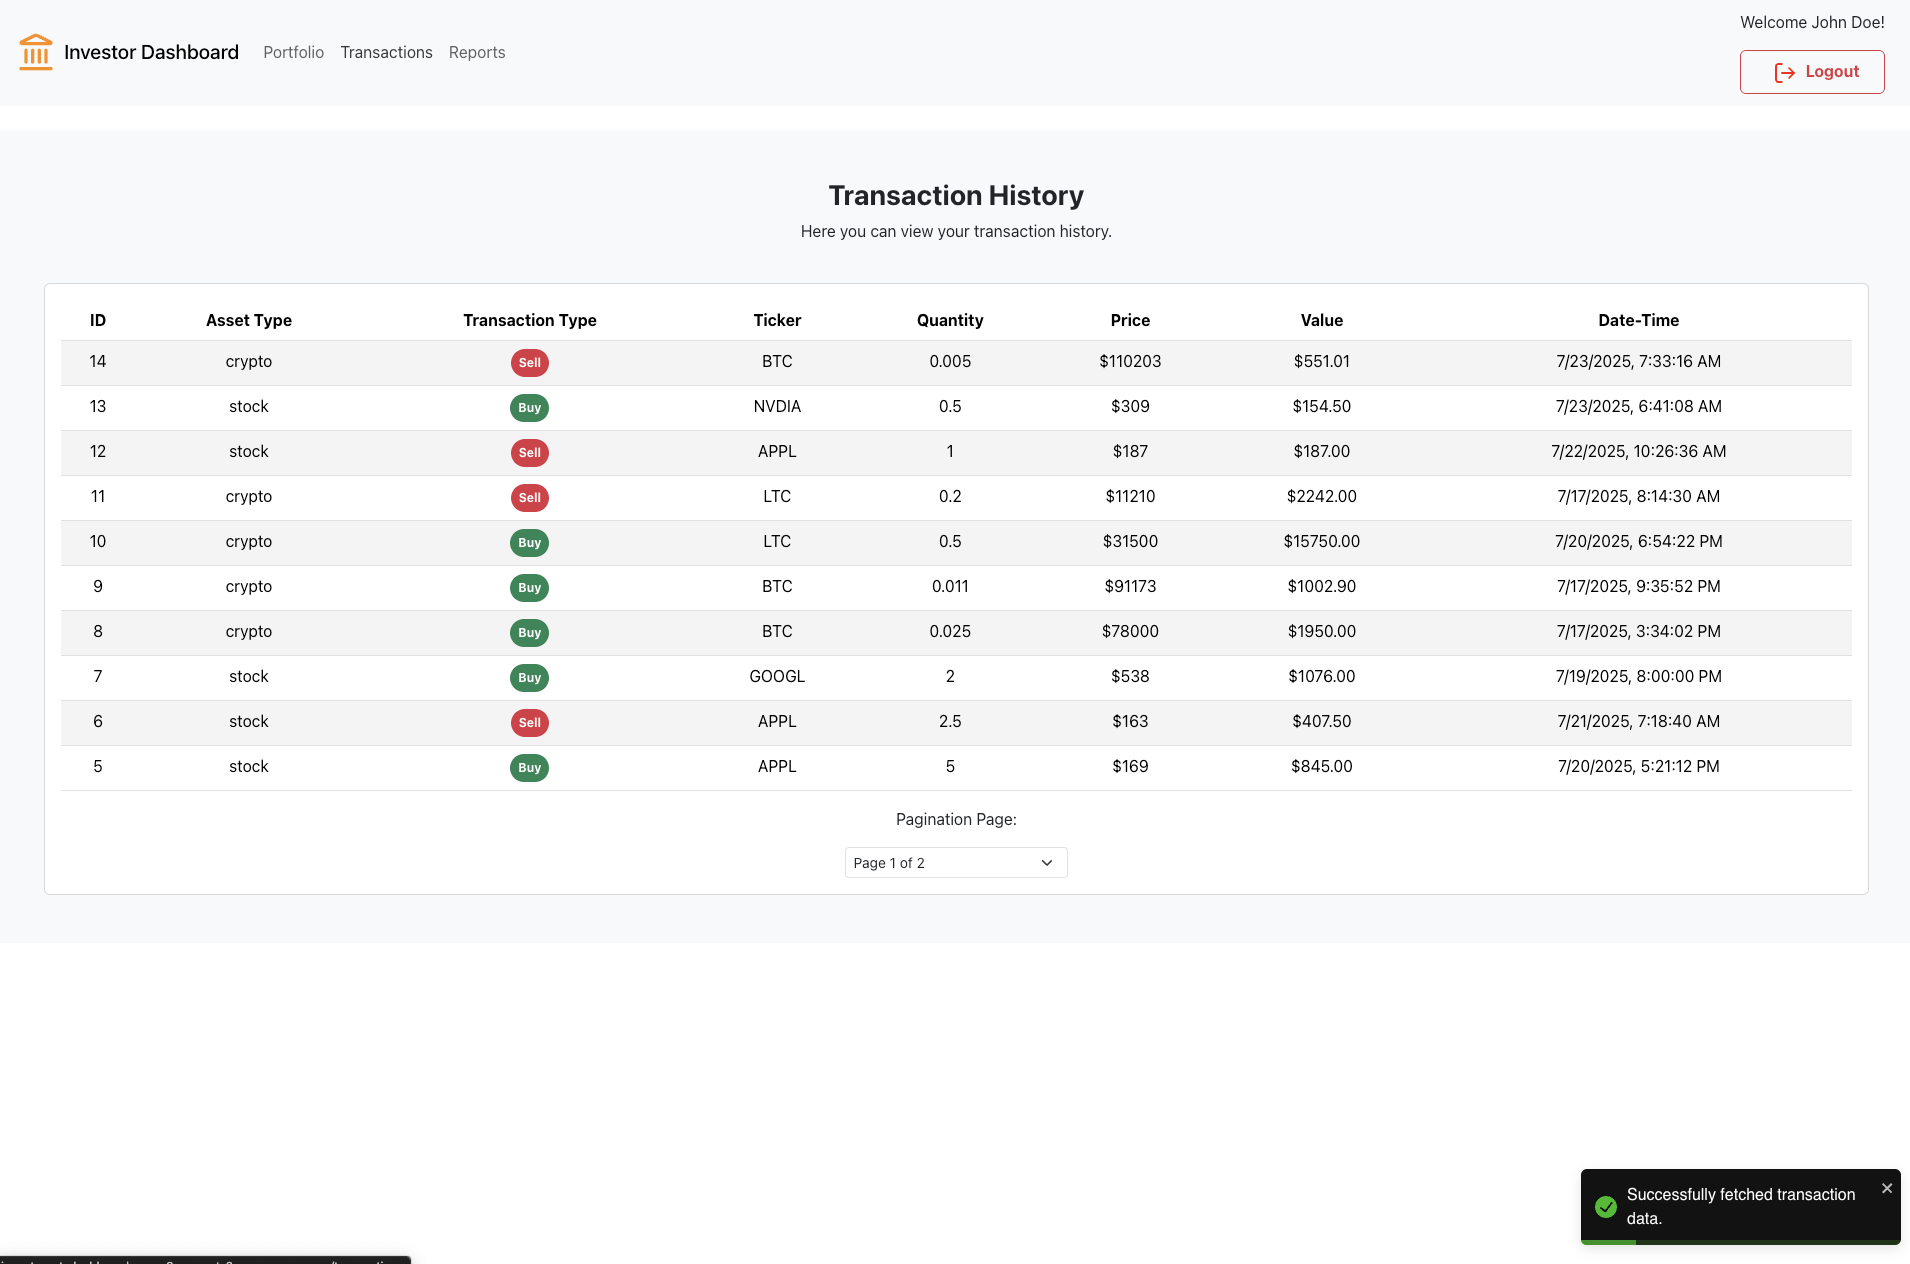 Welcome John Doe!
Investor Dashboard Portfolio Transactions Reports
Logout
Transaction History
Here you can view your transaction history.
ID Asset Type Transaction Type Ticker Quantity Price Value Date-Time
14 crypto Sell BTC 0.005 $110203 $551.01 7/23/2025, 7:33:16 AM
13 stock Buy NVDIA 0.5 $309 $154.50 7/23/2025, 6:41:08 AM
12 stock Sell APPL 1 $187 $187.00 7/22/2025, 10:26:36 AM
11 crypto Sell LTC 0.2 $11210 $2242.00 7/17/2025, 8:14:30 AM
10 crypto Buy LTC 0.5 $31500 $15750.00 7/20/2025, 6:54:22 PM
9 crypto Buy BTC 0.011 $91173 $1002.90 7/17/2025, 9:35:52 PM
8 crypto Buy BTC 0.025 $78000 $1950.00 7/17/2025, 3:34:02 PM
7 stock Buy GOOGL 2 $538 $1076.00 7/19/2025, 8:00:00 PM
6 stock Sell APPL 2.5 $163 $407.50 7/21/2025, 7:18:40 AM
5 stock Buy APPL 5 $169 $845.00 7/20/2025, 5:21:12 PM
Pagination Page:
Page 1 of 2
Successfully fetched transaction
data.